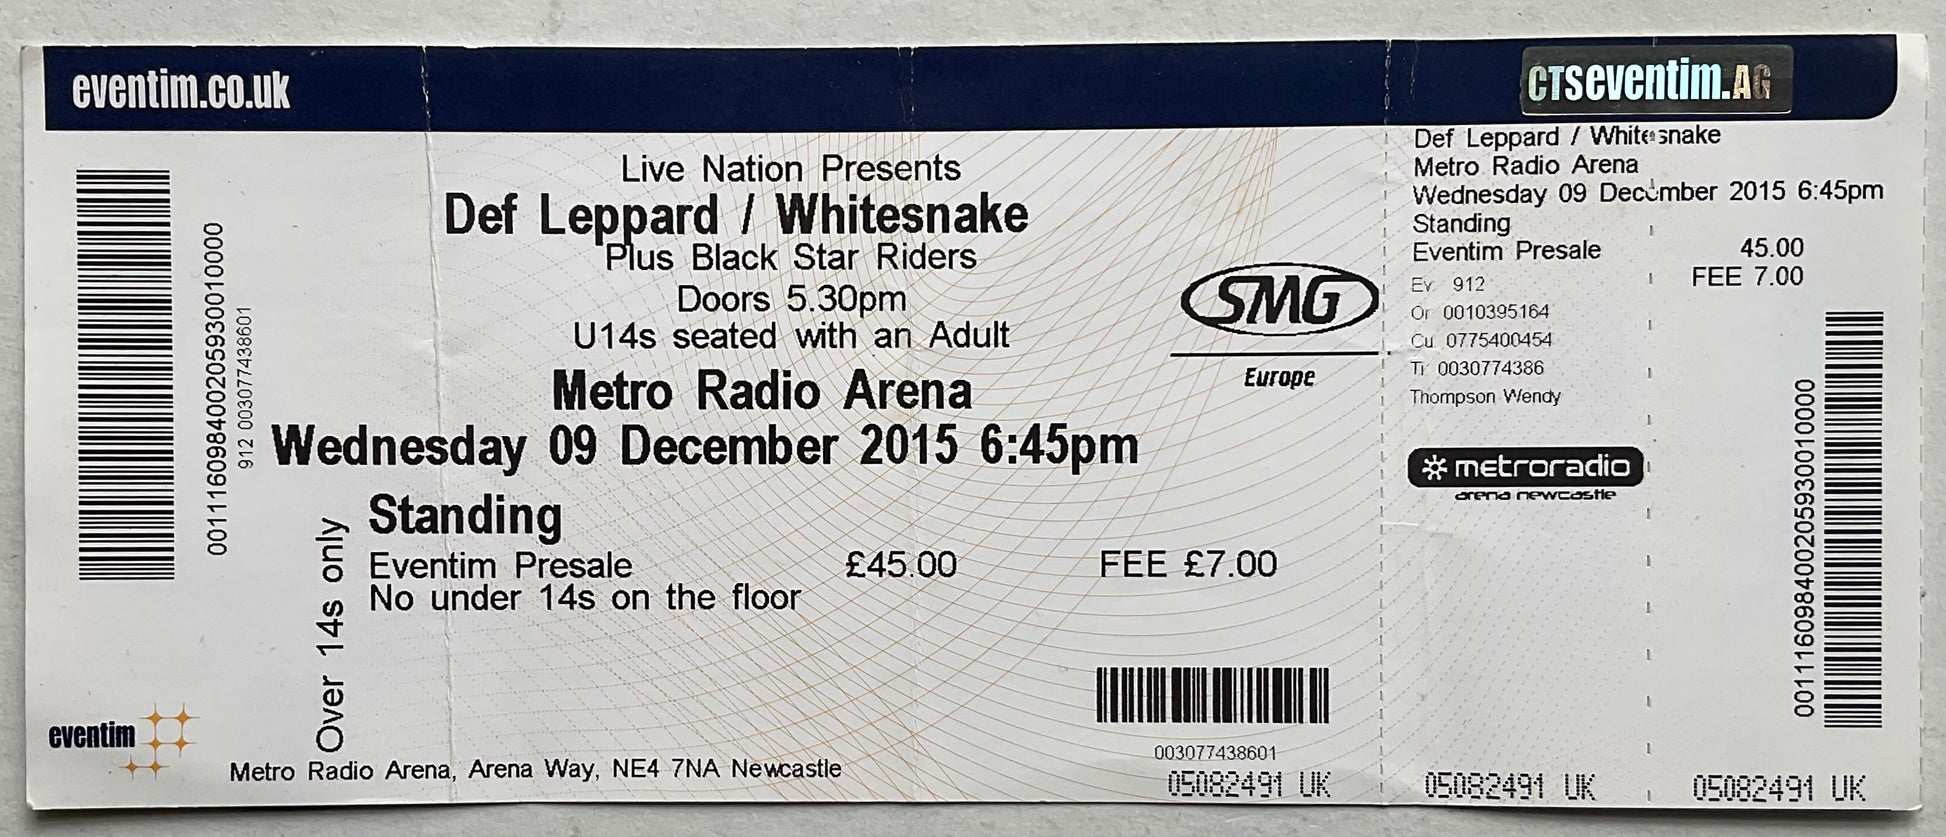 eventim.co.uk
CTSeventim.AG
Live Nation Presents
Def Leppard / Whitesnake
Plus Black Star Riders
Doors 5.30pm
U14s seated with an Adult
Metro Radio Arena
Wednesday 09 December 2015 6:45pm
Standing
Eventim Presale £45.00 FEE £7.00
No under 14s on the floor
Over 14s only
001116098400205930010000
912 003077438601
SMG
Europe
eventim
Metro Radio Arena, Arena Way, NE4 7NA Newcastle
003077438601
05082491 UK
Def Leppard / Whitesnake
Metro Radio Arena
Wednesday 09 December 2015 6:45pm
Standing
Eventim Presale 45.00
FEE 7.00
Ev 912
Or 0010395164
Cu 0775400454
Ti 0030774386
Thompson Wendy
metroradio
arena newcastle
001116098400205930010000
05082491 UK
05082491 UK